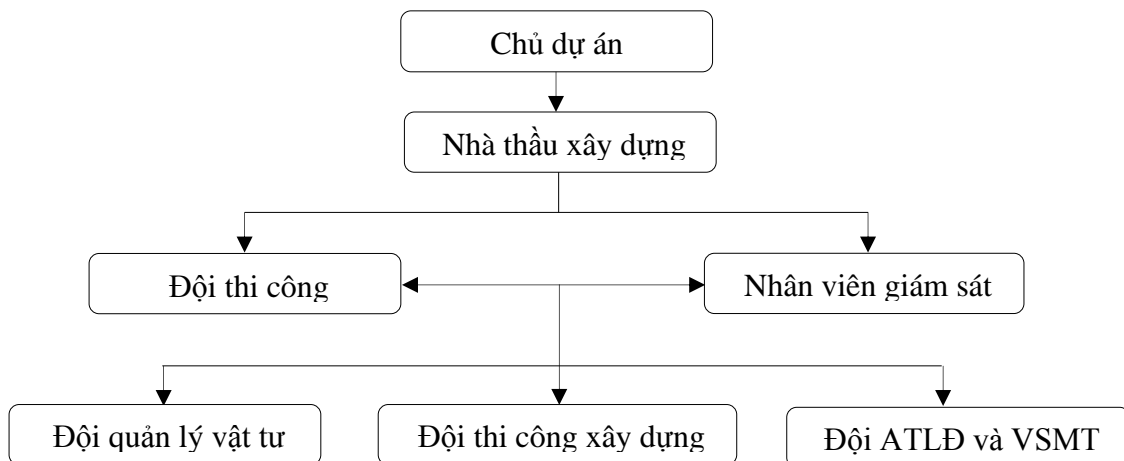 Chủ dự án
Nhà thầu xây dựng
Đội thi công
Nhân viên giám sát
Đội quản lý vật tư
Đội thi công xây dựng
Đội ATLĐ và VSMT